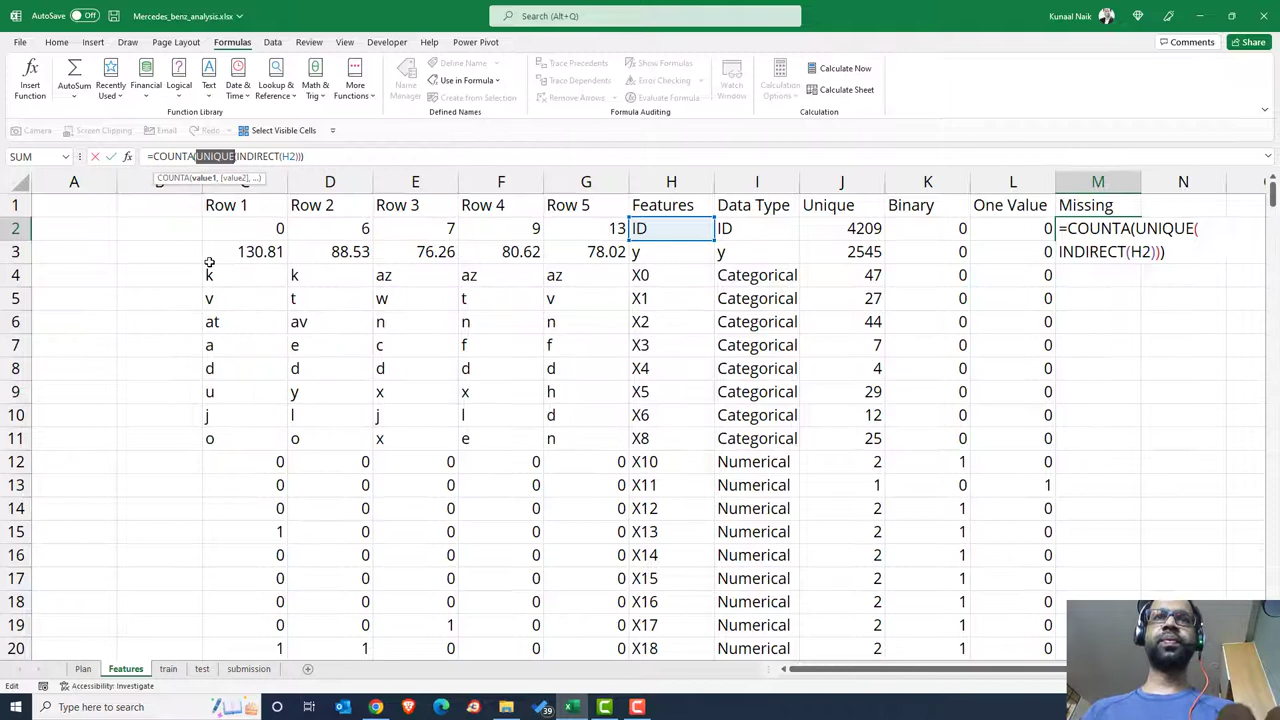 AutoSave Off Mercedes_benz_analysis.xlsx Search (Alt+Q) Kunaal Naik
File Home Insert Draw Page Layout Formulas Data Review View Developer Help Power Pivot Comments Share
Insert Function AutoSum Recently Used Financial Logical Text Date & Time Lookup & Reference Math & Trig More Functions
Function Library
Name Manager Define Name Use in Formula Create from Selection
Defined Names
Trace Precedents Trace Dependents Remove Arrows Show Formulas Error Checking Evaluate Formula
Formula Auditing
Watch Window Calculation Options Calculate Now Calculate Sheet
Calculation
Camera Screen Clipping Email Redo Select Visible Cells
SUM =COUNTA(UNIQUE(INDIRECT(H2)))
COUNTA(value1, [value2], ...)
A C D E F G H I J K L M N
1 Row 1 Row 2 Row 3 Row 4 Row 5 Features Data Type Unique Binary One Value Missing
2 0 6 7 9 13 ID ID 4209 0 0 =COUNTA(UNIQUE(
3 130.81 88.53 76.26 80.62 78.02 y y 2545 0 0 INDIRECT(H2)))
4 k k az az az X0 Categorical 47 0 0
5 v t w t v X1 Categorical 27 0 0
6 at av n n n X2 Categorical 44 0 0
7 a e c f f X3 Categorical 7 0 0
8 d d d d d X4 Categorical 4 0 0
9 u y x x h X5 Categorical 29 0 0
10 j l j l d X6 Categorical 12 0 0
11 o o x e n X8 Categorical 25 0 0
12 0 0 0 0 0 X10 Numerical 2 1 0
13 0 0 0 0 0 X11 Numerical 1 0 1
14 0 0 0 0 0 X12 Numerical 2 1 0
15 1 0 0 0 0 X13 Numerical 2 1 0
16 0 0 0 0 0 X14 Numerical 2 1 0
17 0 0 0 0 0 X15 Numerical 2 1 0
18 0 0 0 0 0 X16 Numerical 2 1 0
19 0 0 1 0 0 X17 Numerical 2 1 0
20 1 1 0 0 0 X18 Numerical 2 1 0
Plan Features train test submission
Edit Accessibility: Investigate
Type here to search 39